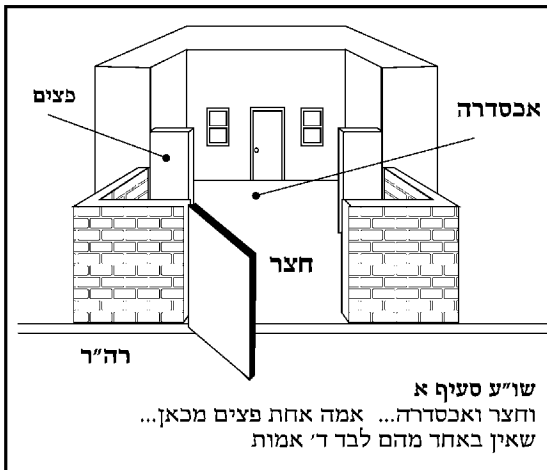 פצים
אכסדרה
חצר
רה"ר
שו"ע סעיף א
וחצר ואכסדרה... אמה אחת פצים מכאן...
שאין באחד מהם לבד ד' אמות